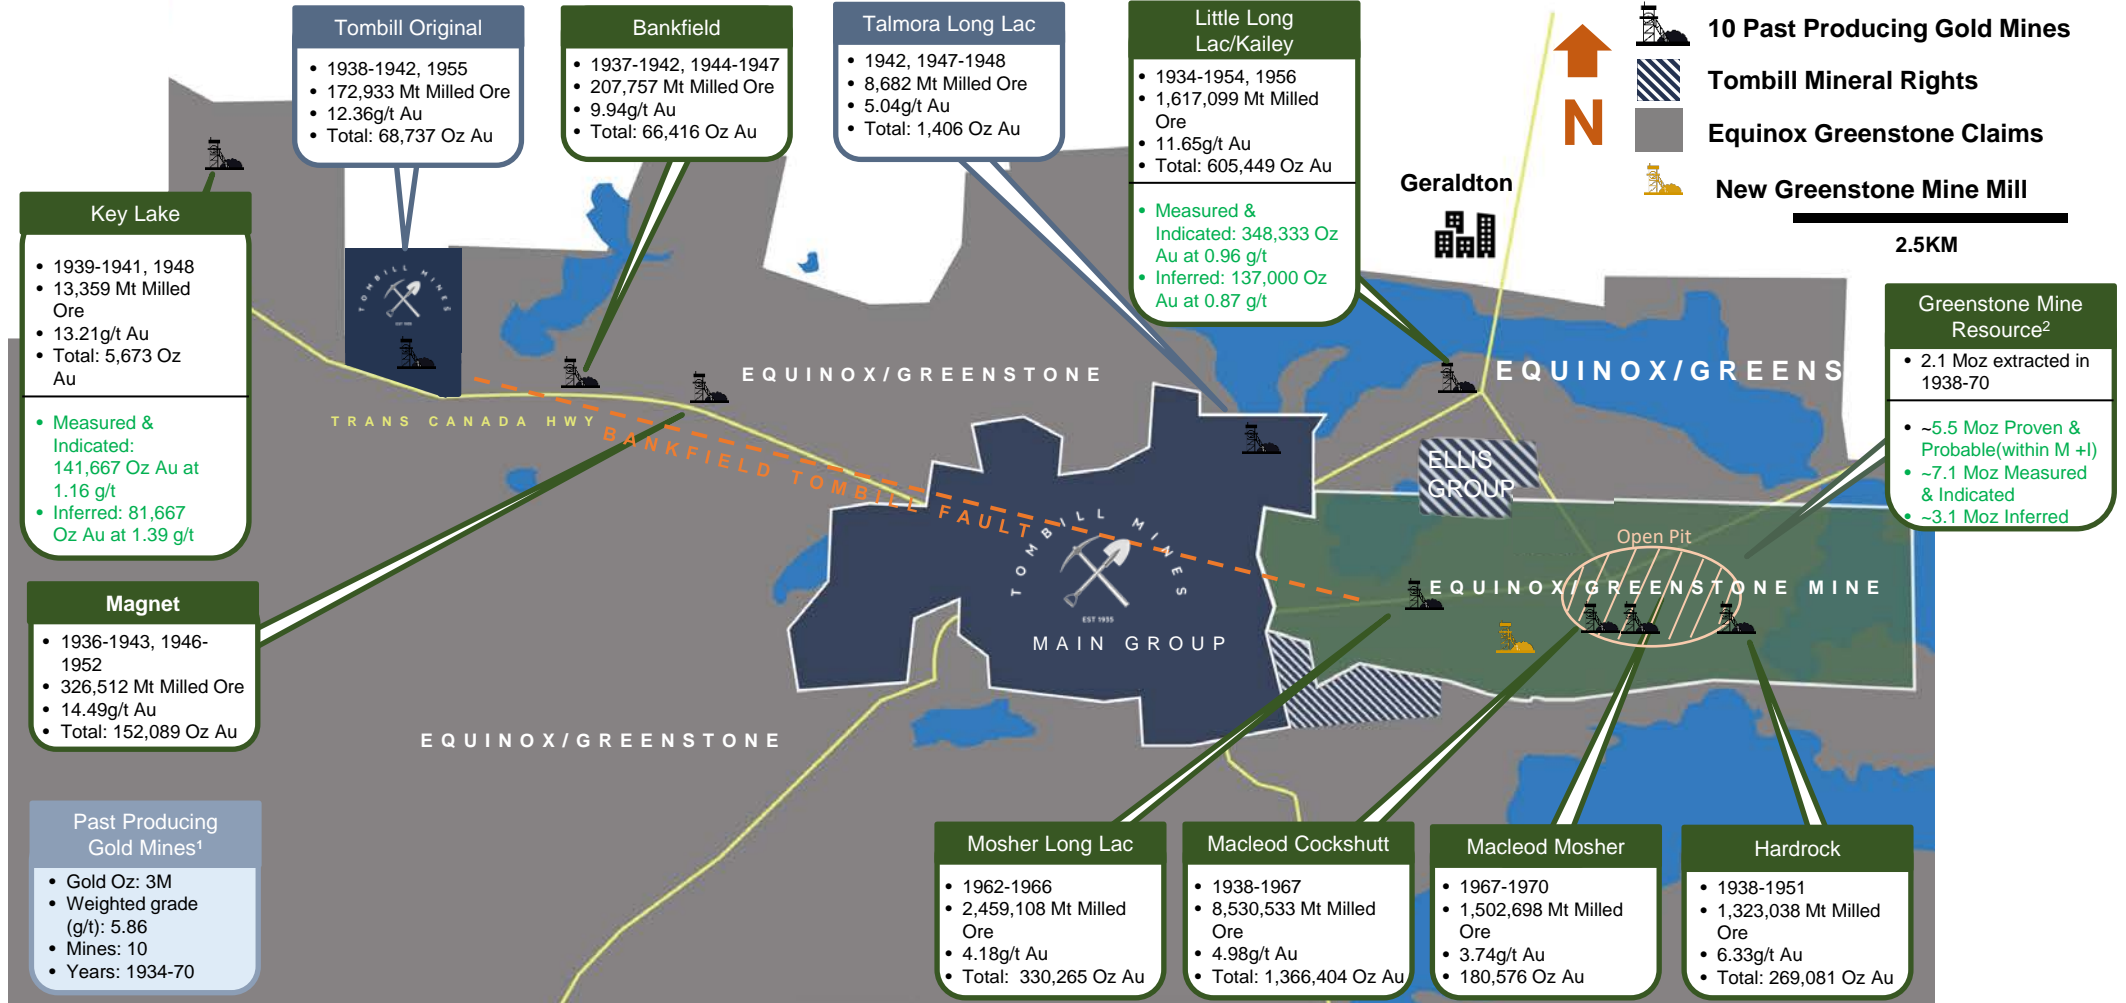 Tombill Original
• 1938-1942, 1955
• 172,933 Mt Milled Ore
• 12.36g/t Au
• Total: 68,737 Oz Au
Bankfield
• 1937-1942, 1944-1947
• 207,757 Mt Milled Ore
• 9.94g/t Au
• Total: 66,416 Oz Au
Talmora Long Lac
• 1942, 1947-1948
• 8,682 Mt Milled Ore
• 5.04g/t Au
• Total: 1,406 Oz Au
Little Long
Lac/Kailey
• 1934-1954, 1956
• 1,617,099 Mt Milled
Ore
• 11.65g/t Au
• Total: 605,449 Oz Au
• Measured &
Indicated: 348,333 Oz
Au at 0.96 g/t
• Inferred: 137,000 Oz
Au at 0.87 g/t
N
10 Past Producing Gold Mines
Tombill Mineral Rights
Equinox Greenstone Claims
New Greenstone Mine Mill
2.5KM
Geraldton
Key Lake
• 1939-1941, 1948
• 13,359 Mt Milled
Ore
• 13.21g/t Au
• Total: 5,673 Oz
Au
• Measured &
Indicated:
141,667 Oz Au at
1.16 g/t
• Inferred: 81,667
Oz Au at 1.39 g/t
TOMBILL MINES
EST 1935
Greenstone Mine
Resource²
• 2.1 Moz extracted in
1938-70
• ~5.5 Moz Proven &
Probable(within M +I)
• ~7.1 Moz Measured
& Indicated
• ~3.1 Moz Inferred
EQUINOX/GREENSTONE
EQUINOX/GREENS
TRANS CANADA HWY
BANKFIELD TOMBILL FAULT
ELLIS
GROUP
TOMBILL MINES
EST 1935
MAIN GROUP
Open Pit
EQUINOX/GREENSTONE MINE
Magnet
• 1936-1943, 1946-
1952
• 326,512 Mt Milled Ore
• 14.49g/t Au
• Total: 152,089 Oz Au
EQUINOX/GREENSTONE
Past Producing
Gold Mines¹
• Gold Oz: 3M
• Weighted grade
(g/t): 5.86
• Mines: 10
• Years: 1934-70
Mosher Long Lac
• 1962-1966
• 2,459,108 Mt Milled
Ore
• 4.18g/t Au
• Total: 330,265 Oz Au
Macleod Cockshutt
• 1938-1967
• 8,530,533 Mt Milled
Ore
• 4.98g/t Au
• Total: 1,366,404 Oz Au
Macleod Mosher
• 1967-1970
• 1,502,698 Mt Milled
Ore
• 3.74g/t Au
• 180,576 Oz Au
Hardrock
• 1938-1951
• 1,323,038 Mt Milled
Ore
• 6.33g/t Au
• Total: 269,081 Oz Au